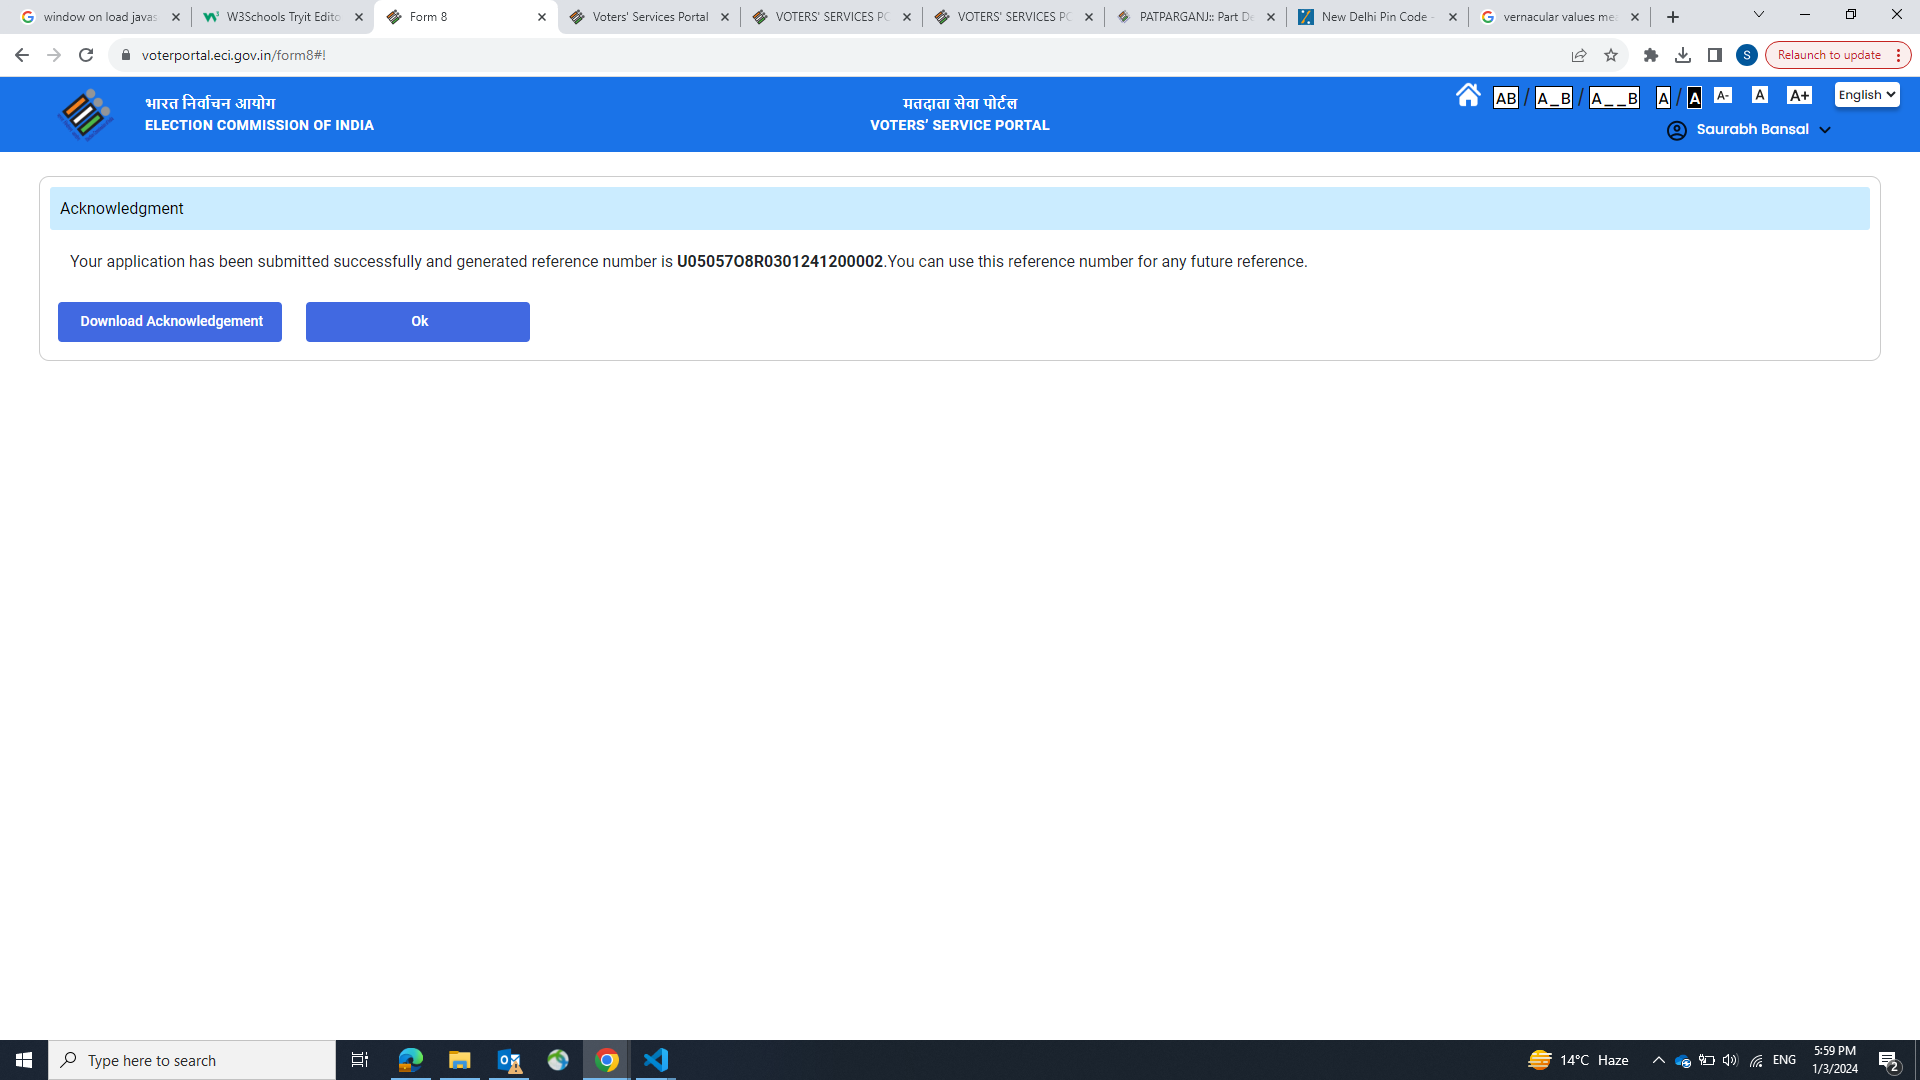 window on load javas
W3Schools Tryit Edito
Form 8
Voters' Services Portal
VOTERS' SERVICES PC
VOTERS' SERVICES PC
PATPARGANJ:: Part De
New Delhi Pin Code -
vernacular values mea
voterportal.eci.gov.in/form8#!
S
Relaunch to update
भारत निर्वाचन आयोग
ELECTION COMMISSION OF INDIA
मतदाता सेवा पोर्टल
VOTERS’ SERVICE PORTAL
AB / A_B / A__B A / A A- A A+
English
Saurabh Bansal
Acknowledgment
Your application has been submitted successfully and generated reference number is U05057O8R0301241200002.You can use this reference number for any future reference.
Download Acknowledgement
Ok
Type here to search
14°C Haze
ENG
5:59 PM
1/3/2024
2